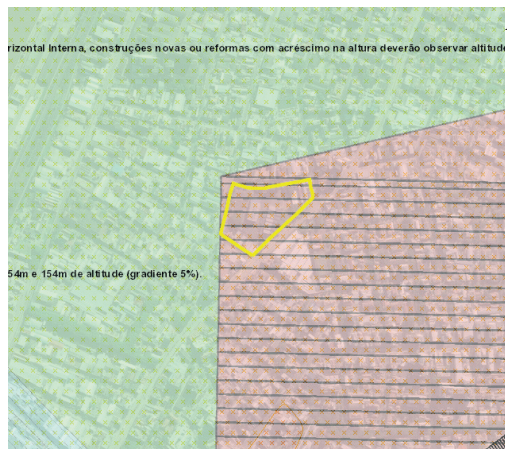 rizontal Interna, construções novas ou reformas com acréscimo na altura deverão observar altitude
54m e 154m de altitude (gradiente 5%).